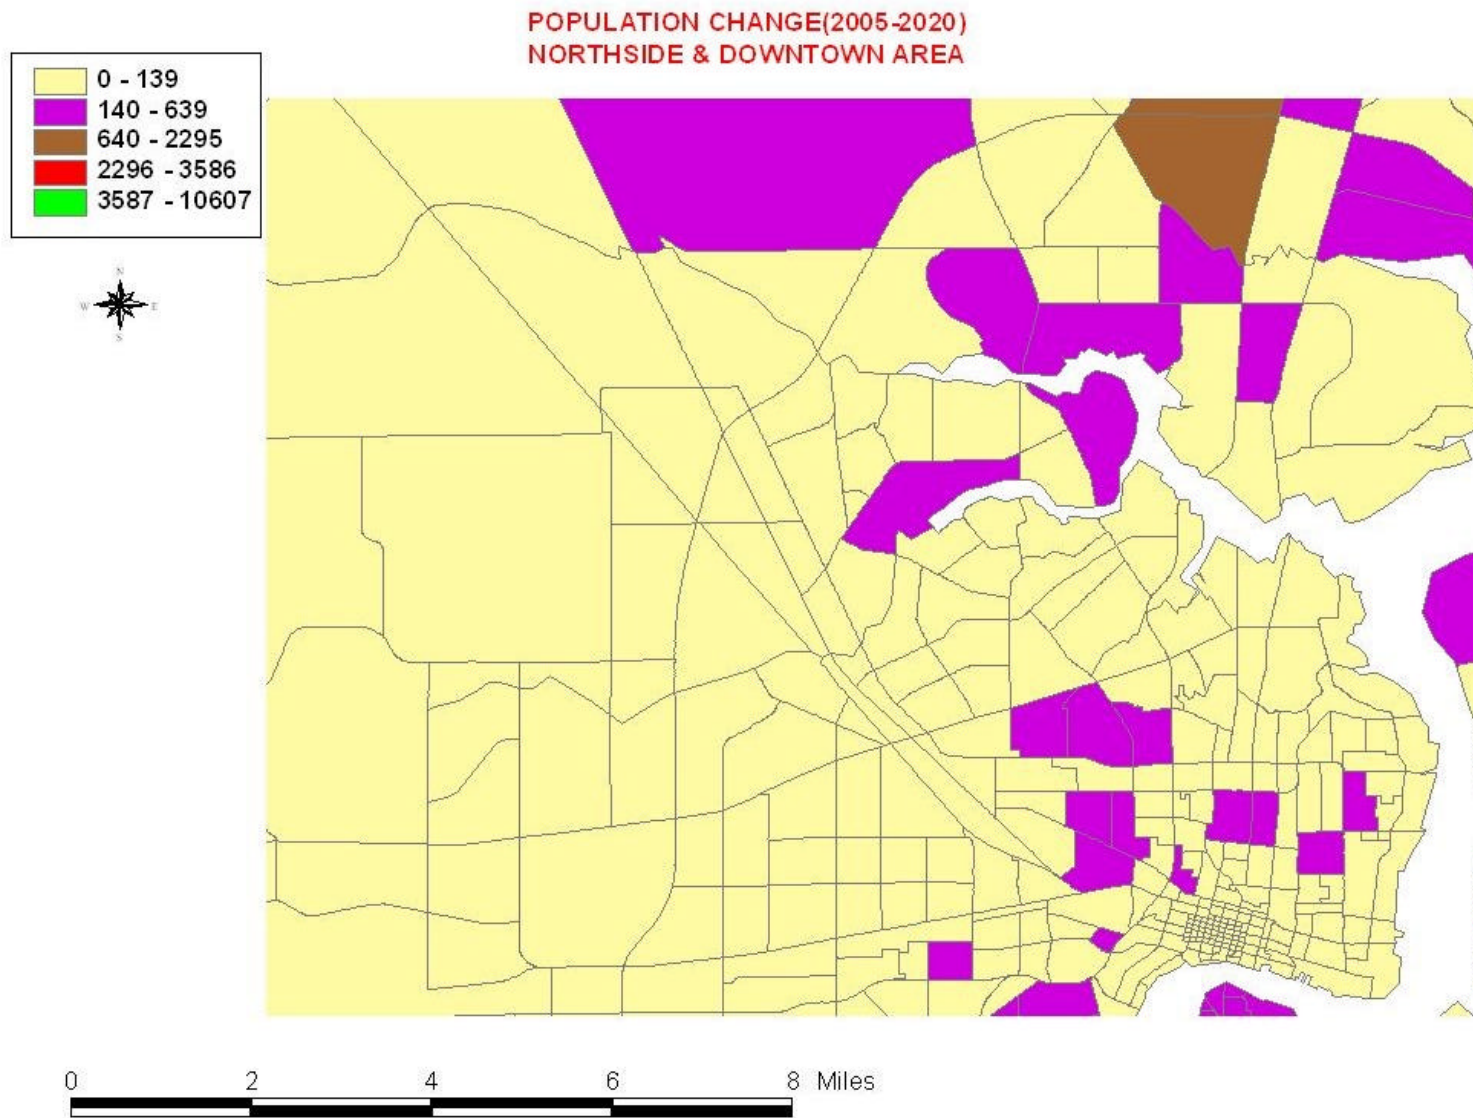 POPULATION CHANGE(2005-2020)
NORTHSIDE & DOWNTOWN AREA
0 - 139
140 - 639
640 - 2295
2296 - 3586
3587 - 10607
N
W E
S
0 2 4 6 8 Miles